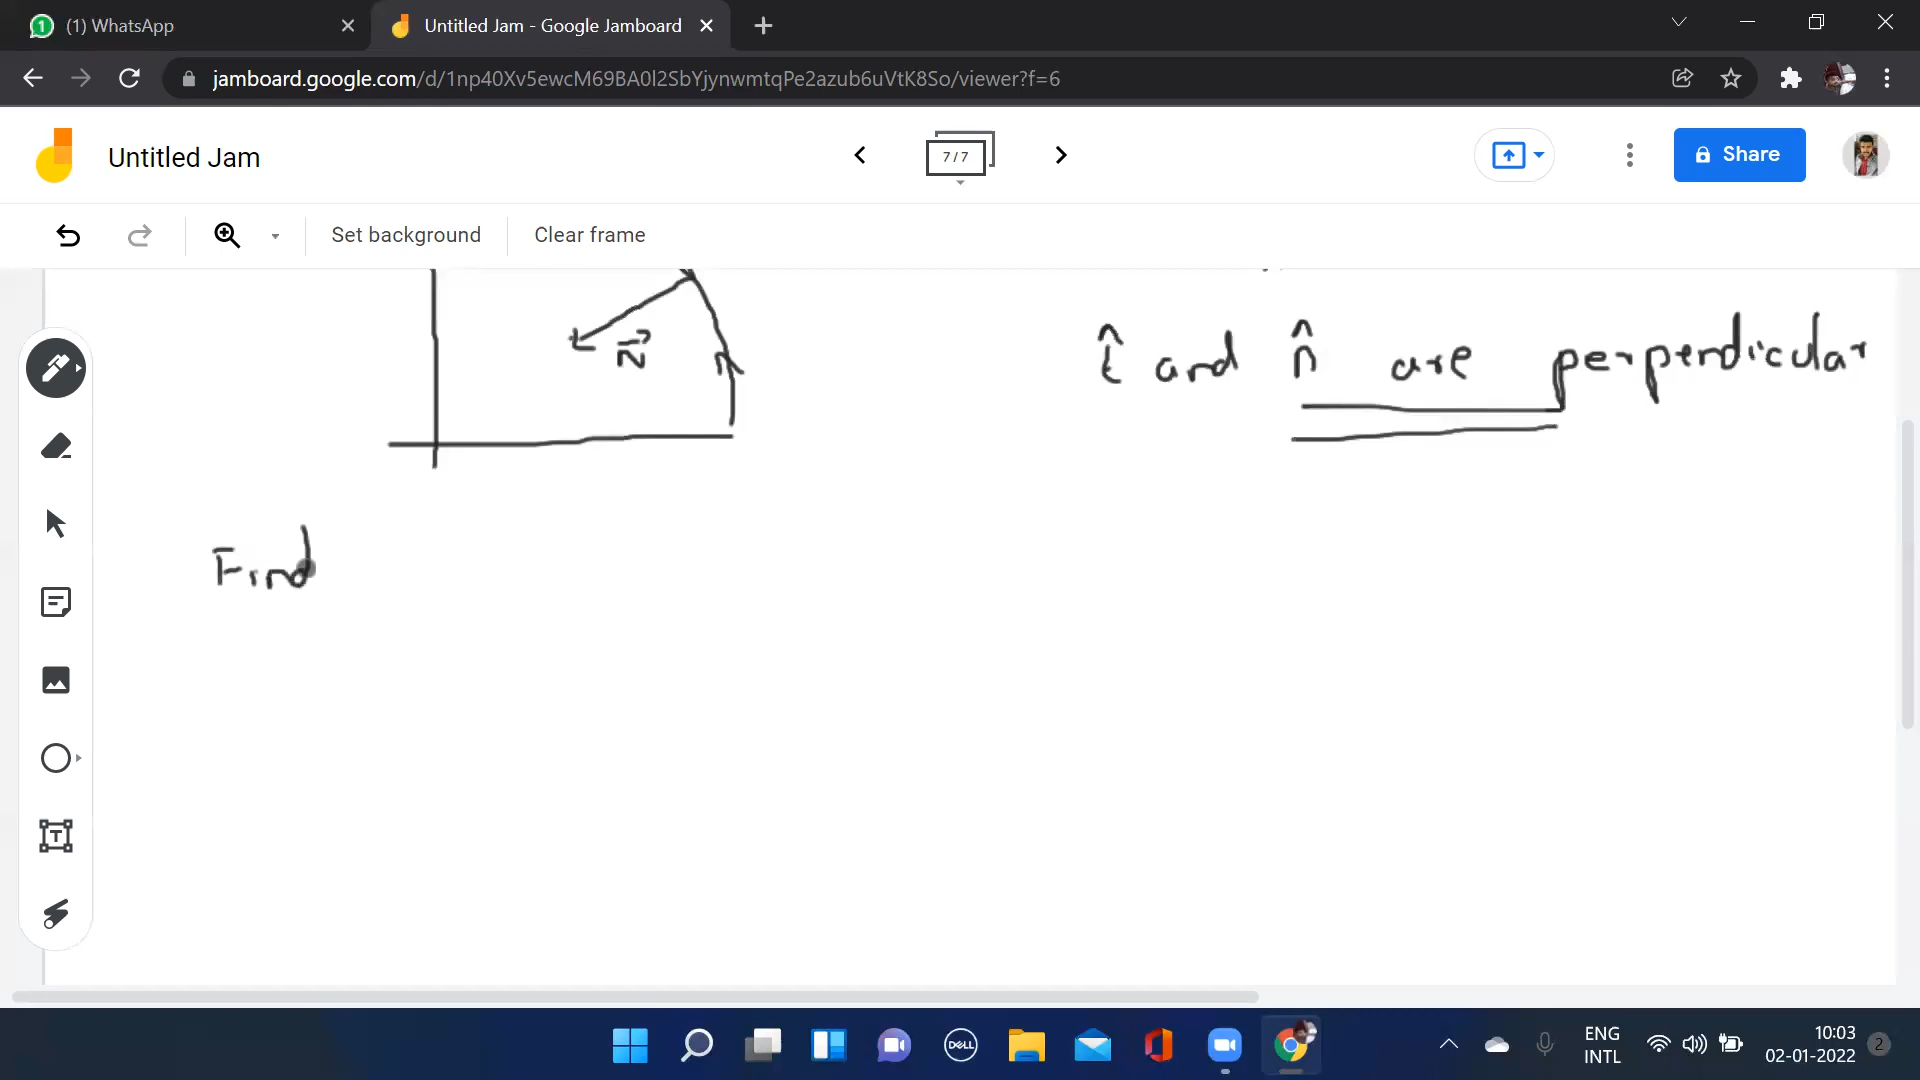 (1) WhatsApp
Untitled Jam - Google Jamboard
jamboard.google.com/d/1np40Xv5ewcM69BA0l2SbYjynwmtqPe2azub6uVtK8So/viewer?f=6
Untitled Jam
7 / 7
Share
Set background
Clear frame
N⃗
t̂ and n̂ are perpendicular
Find
T
DELL
ENG
INTL
10:03
02-01-2022
2